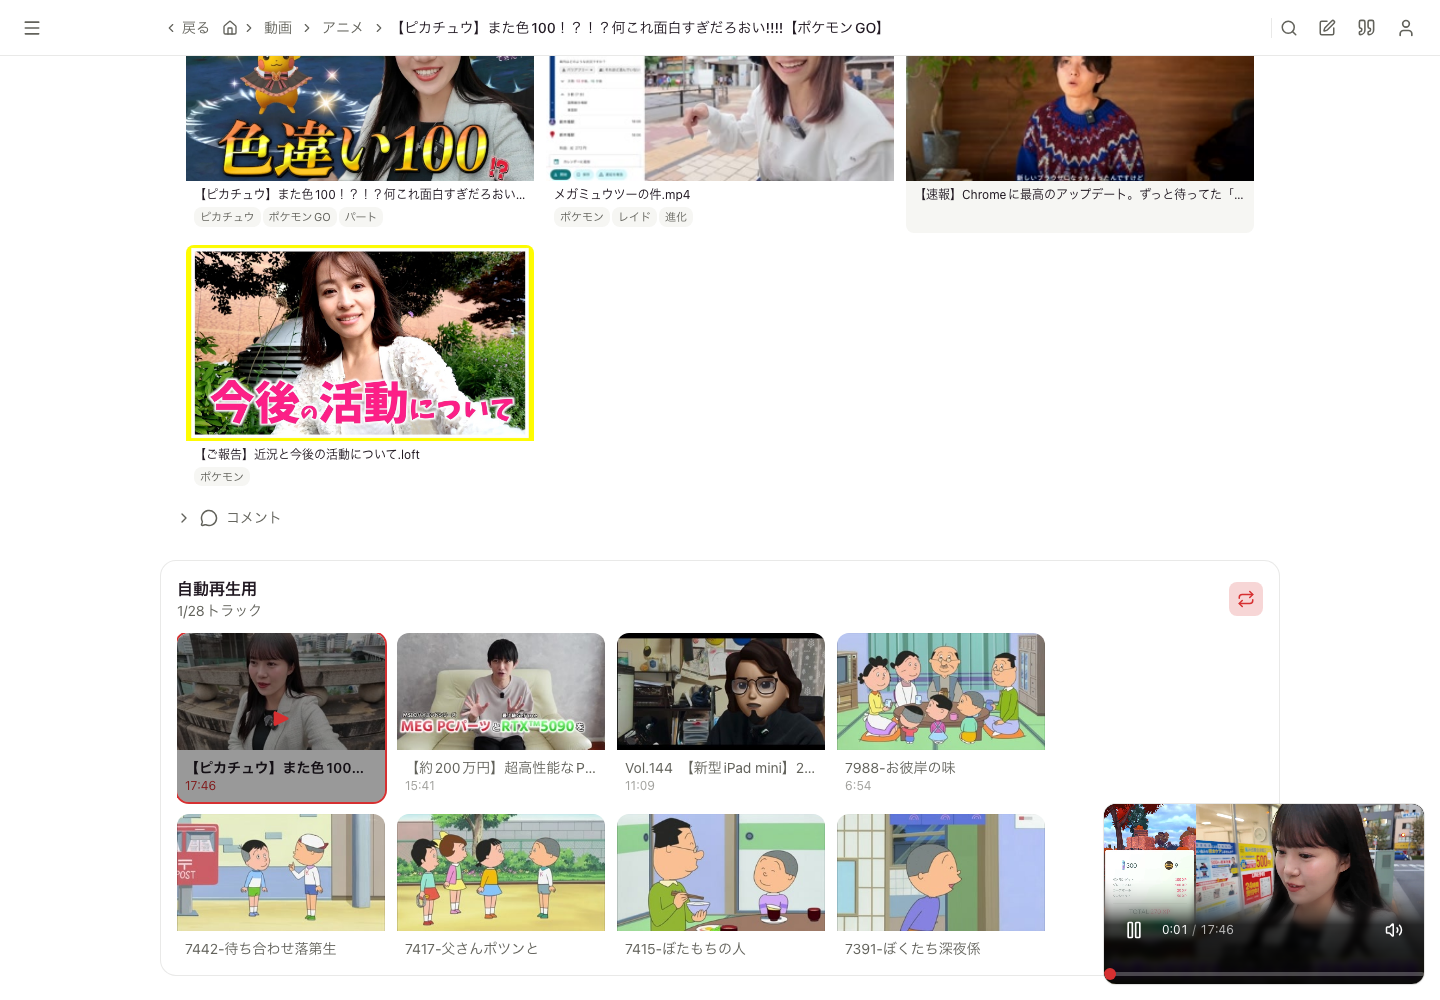 戻る
動画
アニメ
【ピカチュウ】また色100！？！？何これ面白すぎだろおい!!!!【ポケモンGO】
色違い100!?
【ピカチュウ】また色100！？！？何これ面白すぎだろおい...
ピカチュウ
ポケモンGO
パート
メガミュウツーの件.mp4
ポケモン
レイド
進化
【速報】Chromeに最高のアップデート。ずっと待ってた「...
今後の活動について
【ご報告】近況と今後の活動について.loft
ポケモン
コメント
自動再生用
1/28トラック
【ピカチュウ】また色100...
17:46
MEG PCパーツとRTX™5090を
【約200万円】超高性能なP...
15:41
Vol.144 【新型iPad mini】2...
11:09
7988-お彼岸の味
6:54
〒
POST
7442-待ち合わせ落第生
7417-父さんポツンと
7415-ぼたもちの人
7391-ぼくたち深夜係
300
500
0:01 / 17:46